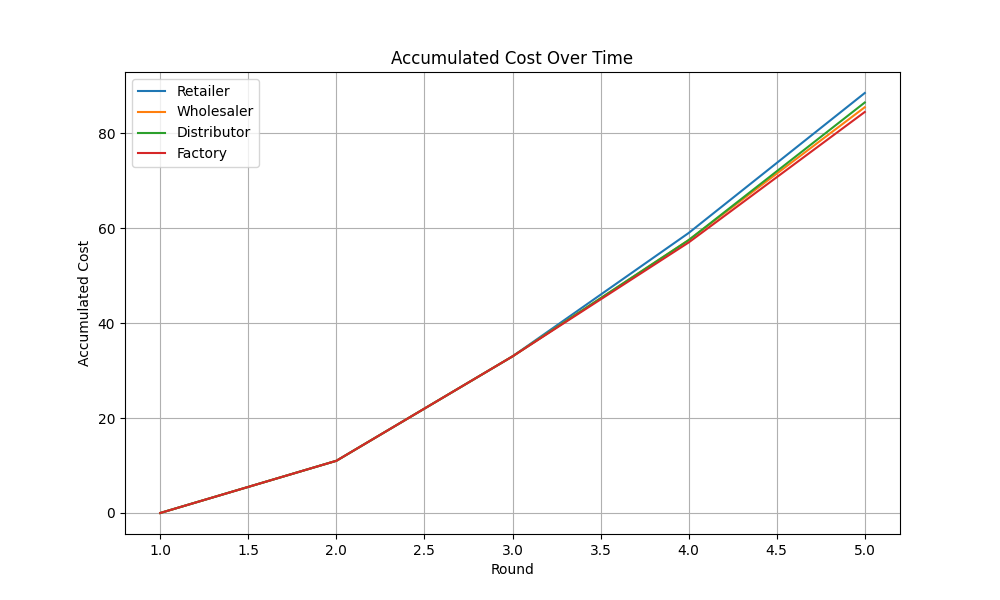 Accumulated Cost Over Time
Retailer
Wholesaler
Distributor
Factory
Accumulated Cost
80
60
40
20
0
1.0 1.5 2.0 2.5 3.0 3.5 4.0 4.5 5.0
Round